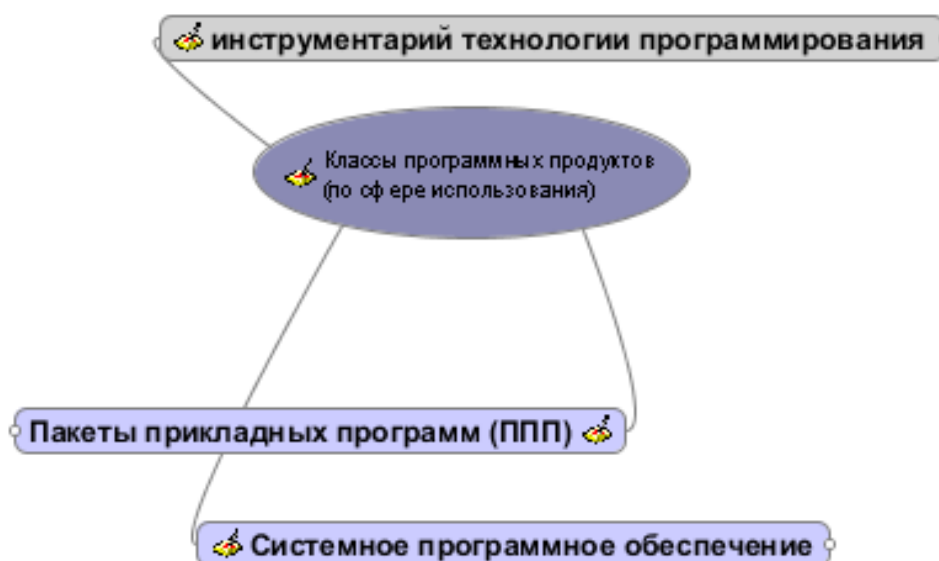 инструментарий технологии программирования
Классы программных продуктов
(по сфере использования)
Пакеты прикладных программ (ППП)
Системное программное обеспечение